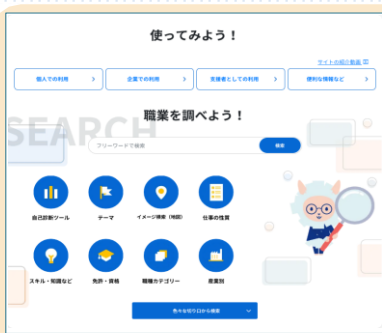 使ってみよう！
サイトの紹介動画
個人での利用
企業での利用
支援者としての利用
便利な情報など
職業を調べよう！
SEARCH
フリーワードで検索
検索
自己診断ツール
テーマ
イメージ検索（地図）
仕事の性質
スキル・知識など
免許・資格
職種カテゴリー
産業別
色々な切り口から検索